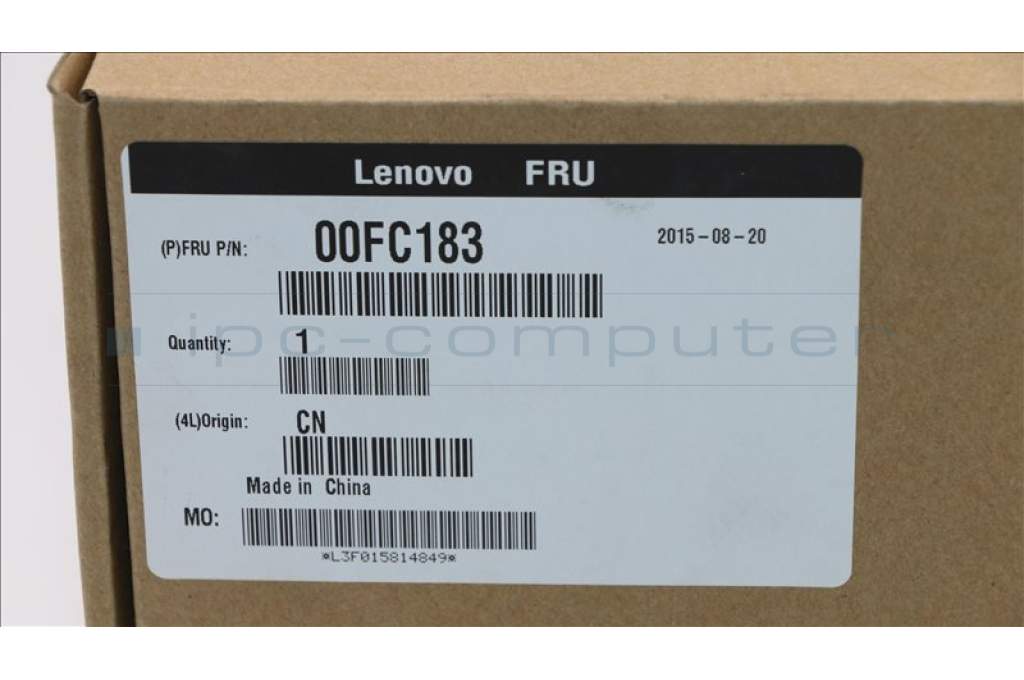 Lenovo FRU
(P)FRU P/N: 00FC183 2015-08-20
Quantity: 1
ipc-computer
(4L)Origin: CN
Made in China
MO:
*L3F015814849*